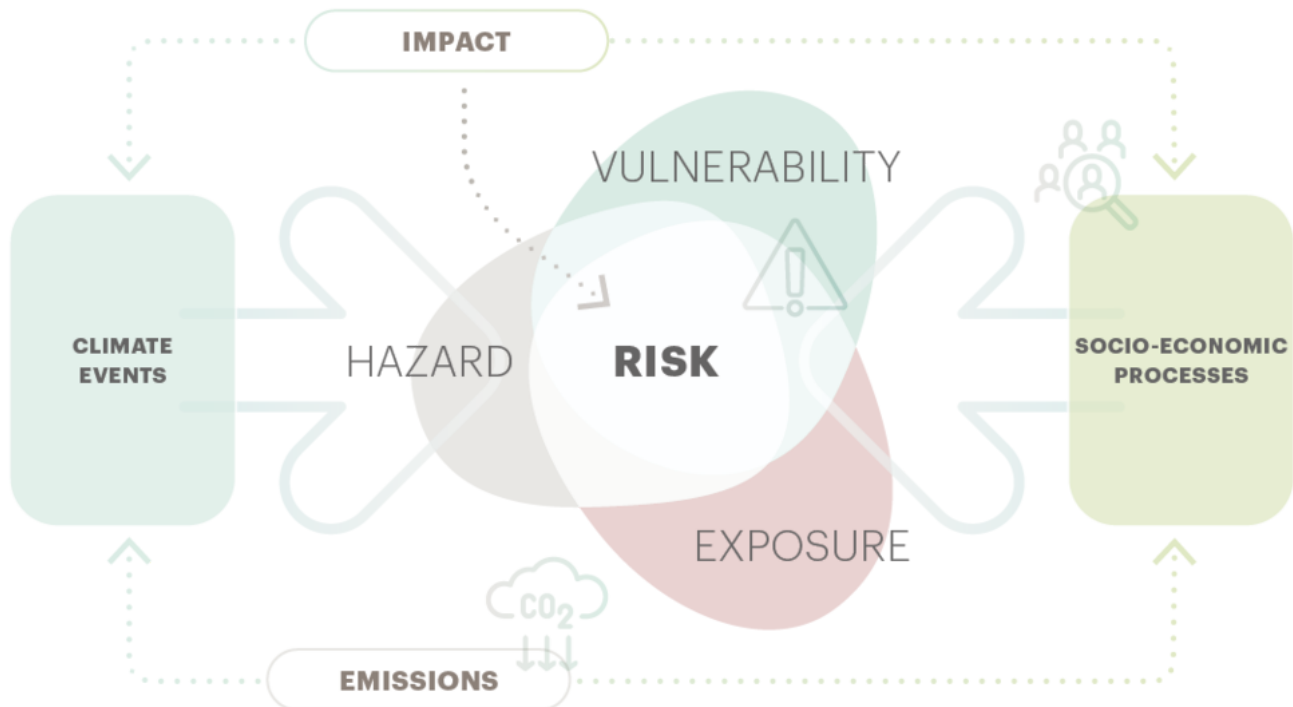 IMPACT
VULNERABILITY
CLIMATE
EVENTS
HAZARD
RISK
SOCIO-ECONOMIC
PROCESSES
EXPOSURE
CO₂
EMISSIONS